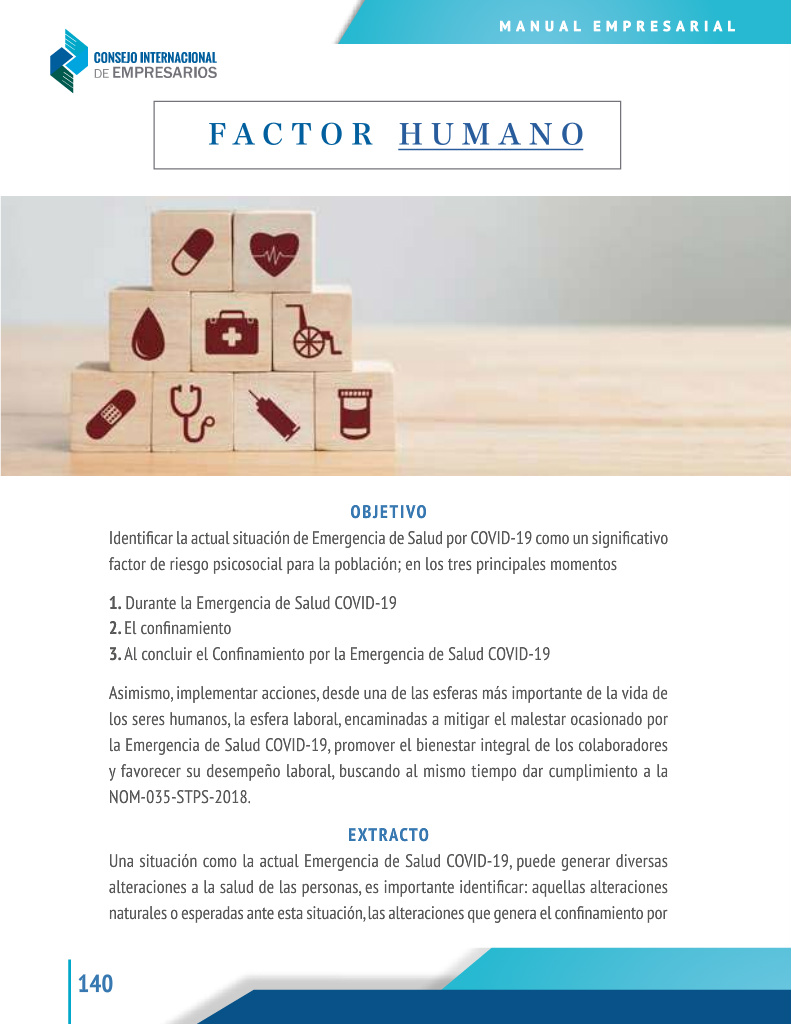 MANUAL EMPRESARIAL
CONSEJO INTERNACIONAL
DE EMPRESARIOS
FACTOR HUMANO
OBJETIVO
Identificar la actual situación de Emergencia de Salud por COVID-19 como un significativo
factor de riesgo psicosocial para la población; en los tres principales momentos
1. Durante la Emergencia de Salud COVID-19
2. El confinamiento
3. Al concluir el Confinamiento por la Emergencia de Salud COVID-19
Asimismo, implementar acciones, desde una de las esferas más importante de la vida de
los seres humanos, la esfera laboral, encaminadas a mitigar el malestar ocasionado por
la Emergencia de Salud COVID-19, promover el bienestar integral de los colaboradores
y favorecer su desempeño laboral, buscando al mismo tiempo dar cumplimiento a la
NOM-035-STPS-2018.
EXTRACTO
Una situación como la actual Emergencia de Salud COVID-19, puede generar diversas
alteraciones a la salud de las personas, es importante identificar: aquellas alteraciones
naturales o esperadas ante esta situación, las alteraciones que genera el confinamiento por
140